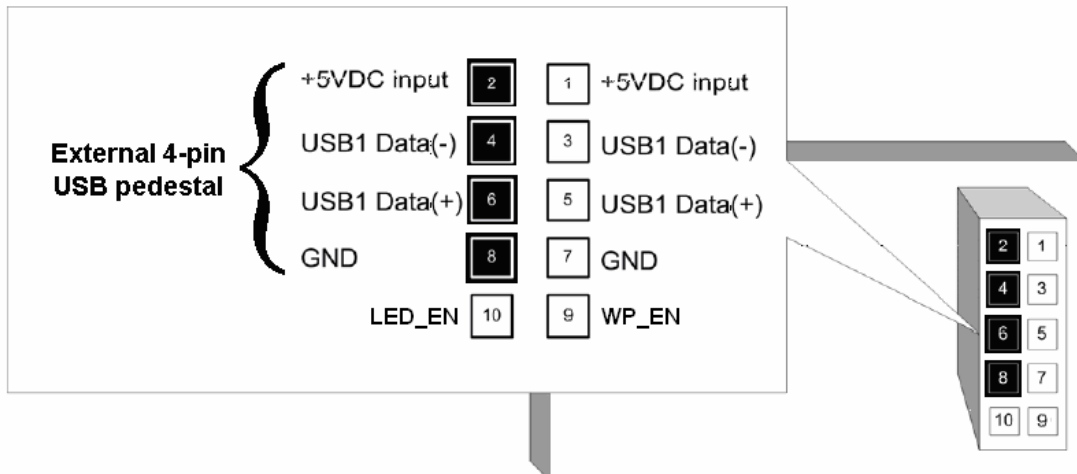 +5VDC input 2 1 +5VDC input
External 4-pin
USB pedestal
USB1 Data(-) 4 3 USB1 Data(-)
USB1 Data(+) 6 5 USB1 Data(+)
GND 8 7 GND
LED_EN 10 9 WP_EN
2 1
4 3
6 5
8 7
10 9